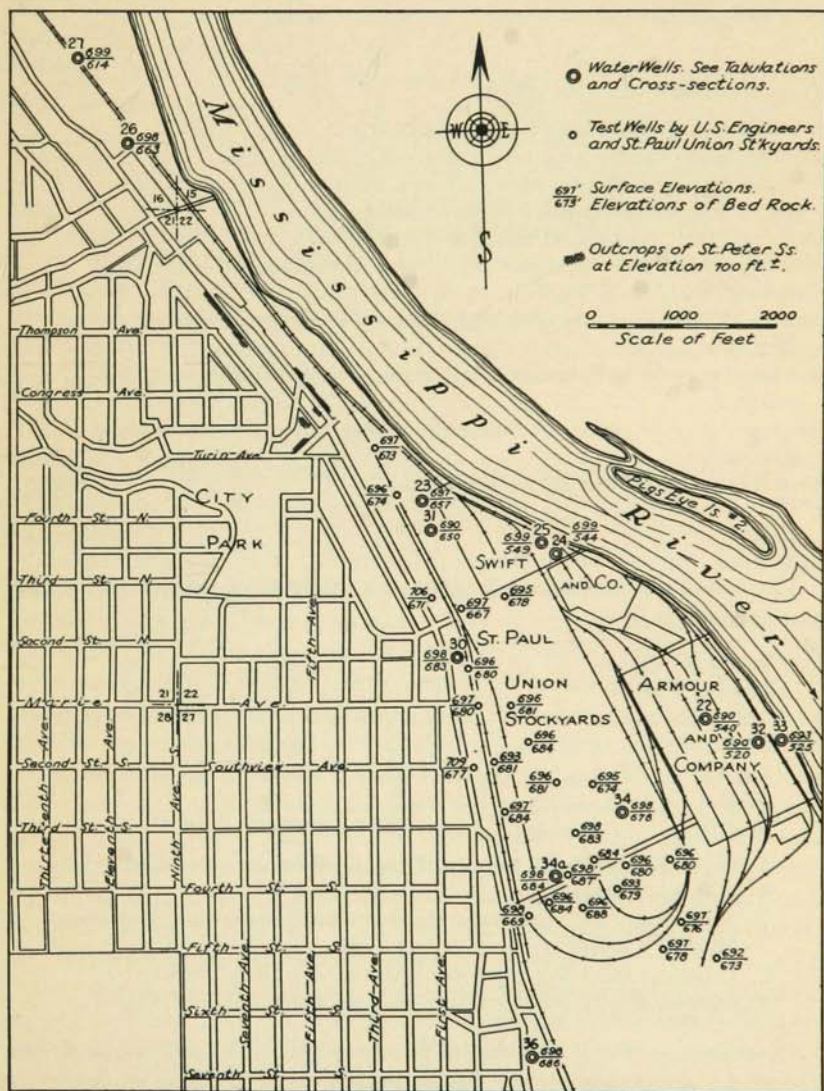 27
699
614
26
698
663
16 15
21 22
Mississippi
River
W E
S
Water Wells. See Tabulations
and Cross-sections.
Test Wells by U.S. Engineers
and St. Paul Union St'kyards.
697' Surface Elevations.
673' Elevations of Bed Rock.
Outcrops of St. Peter Ss.
at Elevation 700 ft. ±.
0 1000 2000
Scale of Feet
Thompson Ave.
Congress Ave.
Turin Ave.
CITY
PARK
Fourth St. N.
Third St. N.
Second St. N.
Marie Ave.
21 22
28 27
Second St. S.
Southview Ave.
Third St. S.
Fourth St. S.
Fifth St. S.
Sixth St. S.
Seventh St. S.
Thirteenth Ave.
Eleventh Ave.
Ninth Ave. S.
Seventh Ave.
Fifth Ave.
Fifth Ave.
Third Ave.
First Ave.
Pigs Eye Is. #2.
697
673
696
674
23
697
657
31
690
650
25
699
549
24
699
544
SWIFT
AND CO.
706
671
697
667
695
678
ST. PAUL
UNION
STOCKYARDS
30
698
683
696
680
697
680
696
681
696
684
709
677
693
681
696
681
695
674
697
684
34
698
678
698
683
ARMOUR
AND
COMPANY
22
690
540
32
690
520
33
693
525
34a
698
684
698
687
684
696
680
696
680
693
679
696
684
696
688
698
669
697
676
697
678
692
673
36
698
686